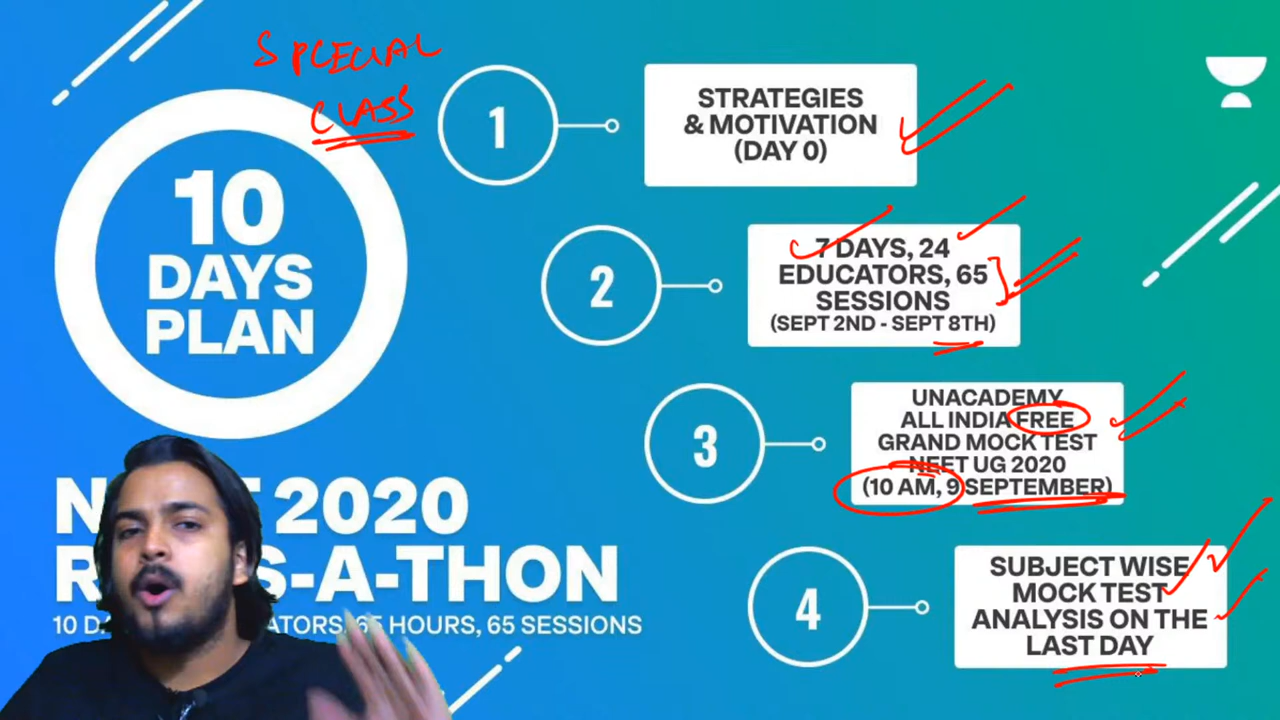 SPECIAL
CLASS
10
DAYS
PLAN
1
STRATEGIES
& MOTIVATION
(DAY 0)
2
7 DAYS, 24
EDUCATORS, 65
SESSIONS
(SEPT 2ND - SEPT 8TH)
3
UNACADEMY
ALL INDIA FREE
GRAND MOCK TEST
NEET UG 2020
(10 AM, 9 SEPTEMBER)
4
SUBJECT WISE
MOCK TEST
ANALYSIS ON THE
LAST DAY
2020
S-A-THON
10 65 HOURS, 65 SESSIONS